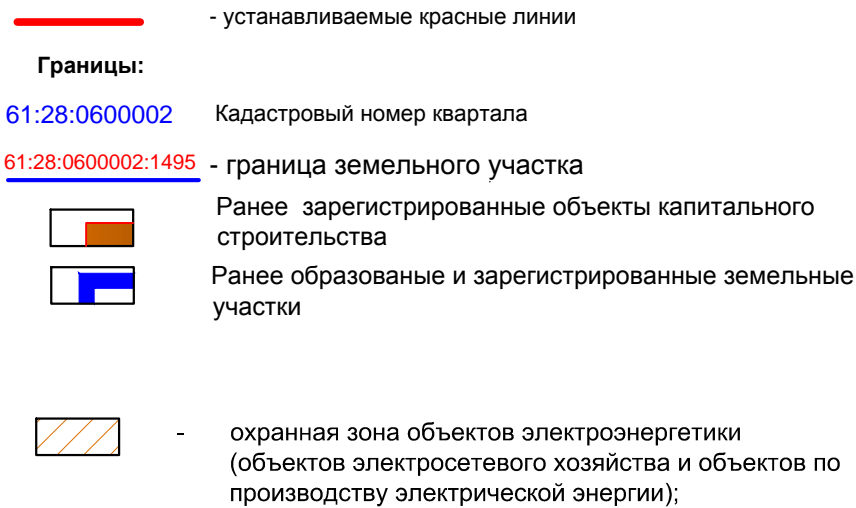 - устанавливаемые красные линии
Границы:
61:28:0600002 Кадастровый номер квартала
61:28:0600002:1495 - граница земельного участка
Ранее зарегистрированные объекты капитального
строительства
Ранее образованые и зарегистрированные земельные
участки
- охранная зона объектов электроэнергетики
(объектов электросетевого хозяйства и объектов по
производству электрической энергии);